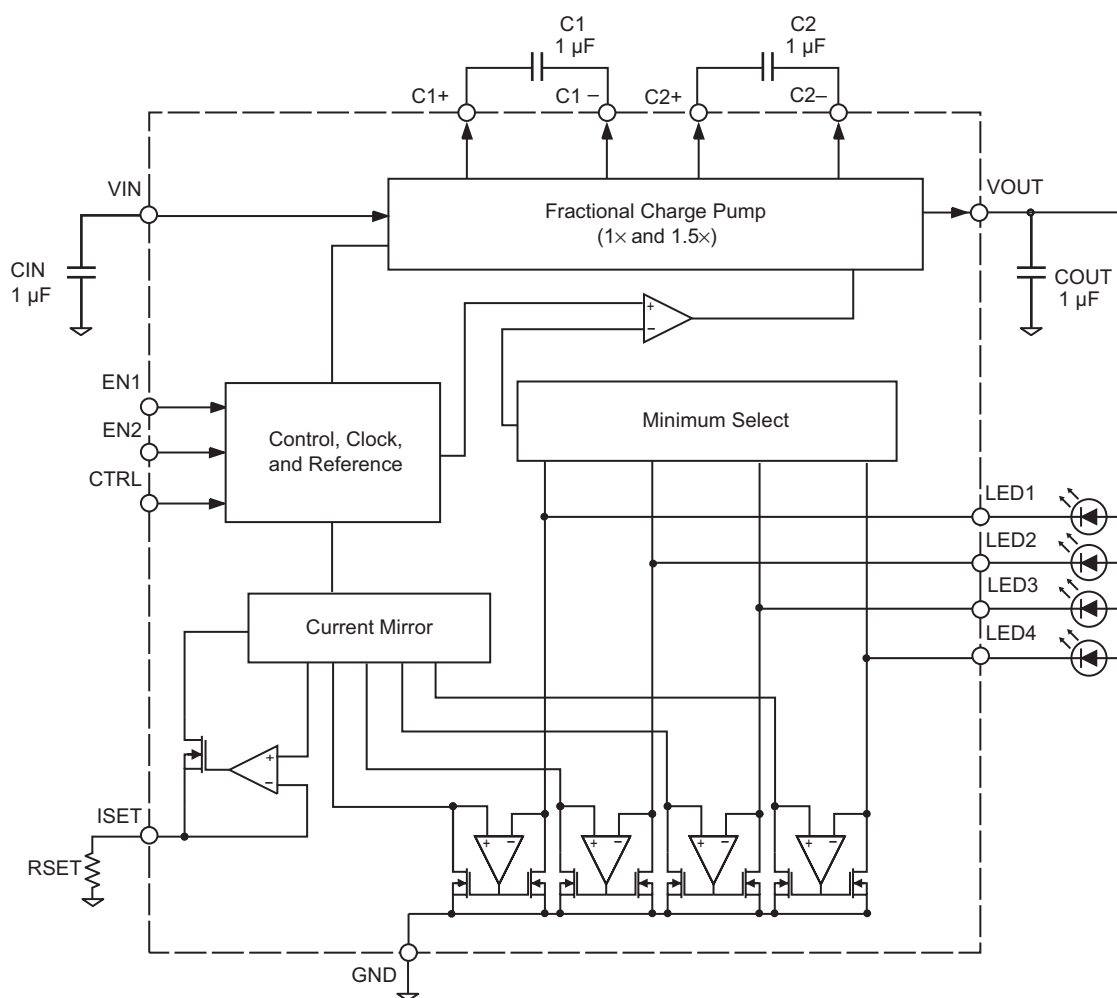 C1
1 µF
C2
1 µF
C1+
C1 –
C2+
C2–
VIN
Fractional Charge Pump
(1× and 1.5×)
VOUT
CIN
1 µF
COUT
1 µF
+
–
EN1
EN2
CTRL
Control, Clock,
and Reference
Minimum Select
LED1
LED2
LED3
LED4
Current Mirror
+
–
ISET
RSET
+ –
+ –
+ –
+ –
GND